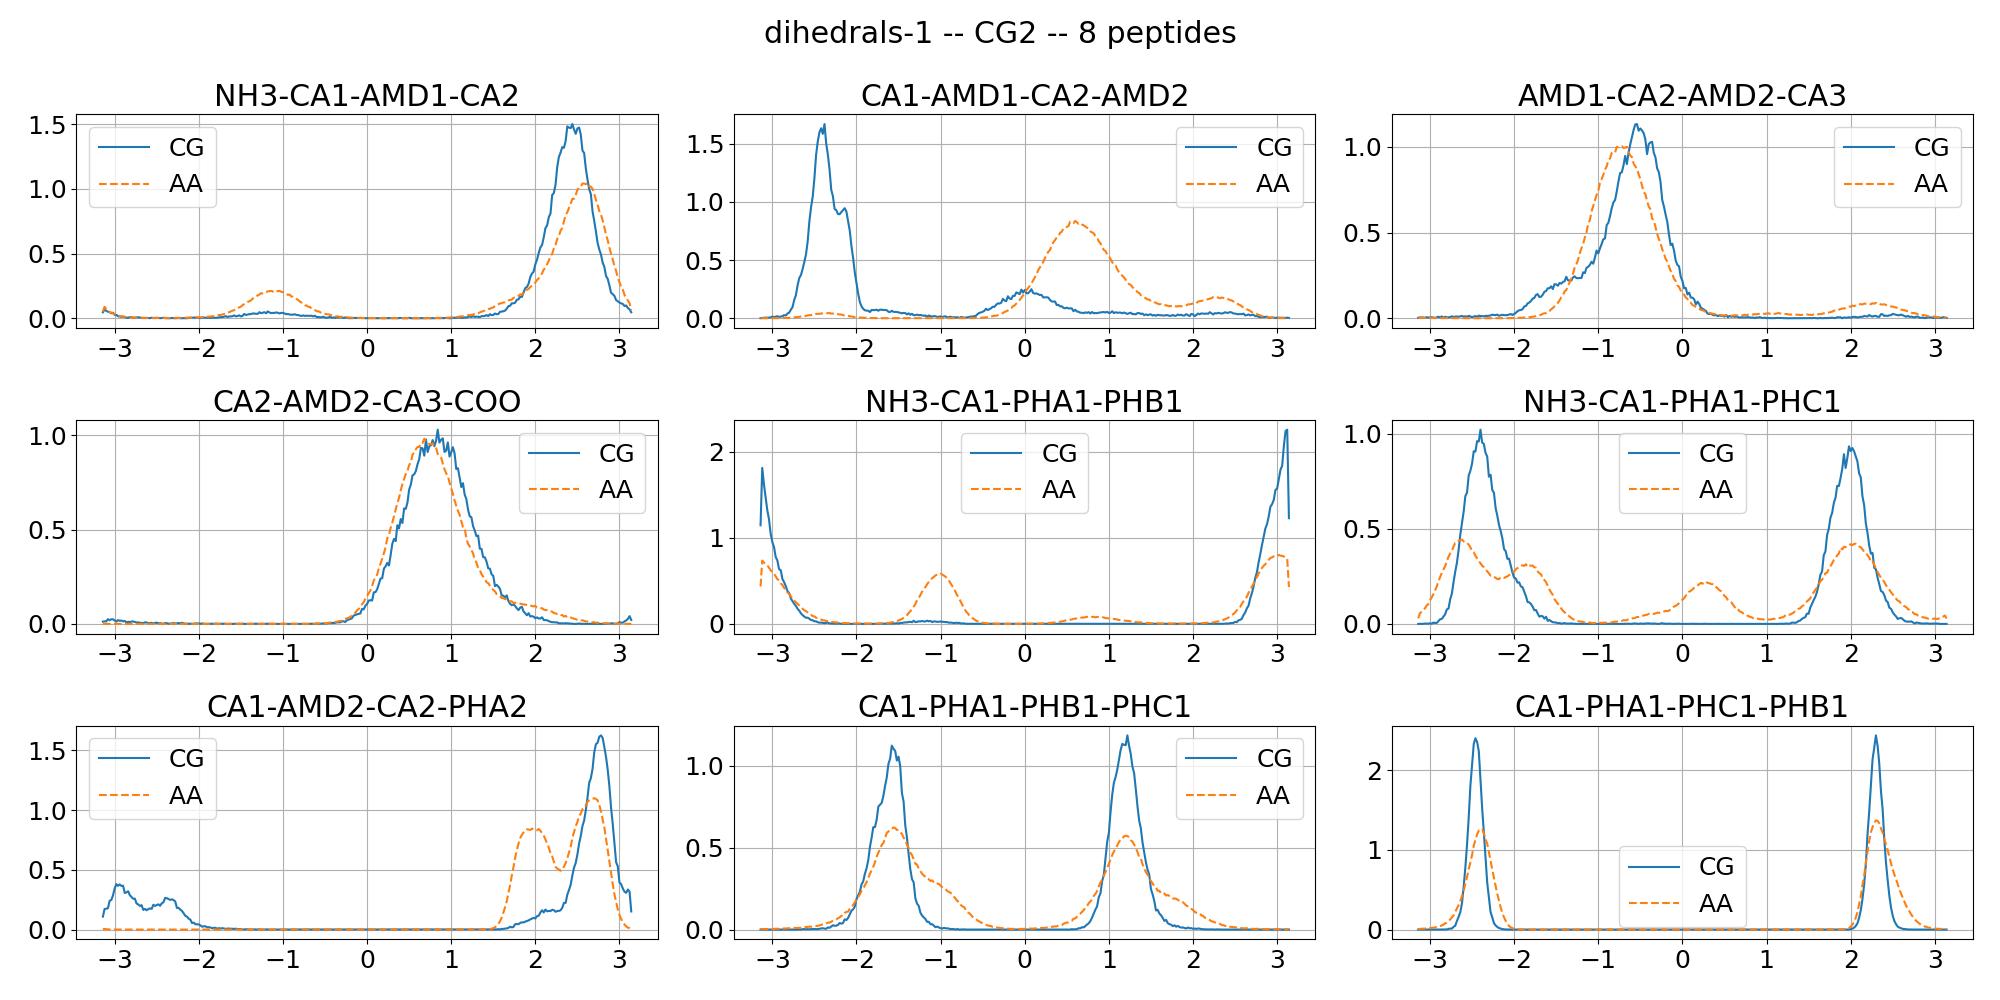 dihedrals-1 -- CG2 -- 8 peptides
NH3-CA1-AMD1-CA2
1.5
1.0
0.5
0.0
CG
AA
−3 −2 −1 0 1 2 3
CA1-AMD1-CA2-AMD2
1.5
1.0
0.5
0.0
CG
AA
−3 −2 −1 0 1 2 3
AMD1-CA2-AMD2-CA3
1.0
0.5
0.0
CG
AA
−3 −2 −1 0 1 2 3
CA2-AMD2-CA3-COO
1.0
0.5
0.0
CG
AA
−3 −2 −1 0 1 2 3
NH3-CA1-PHA1-PHB1
2
1
0
CG
AA
−3 −2 −1 0 1 2 3
NH3-CA1-PHA1-PHC1
1.0
0.5
0.0
CG
AA
−3 −2 −1 0 1 2 3
CA1-AMD2-CA2-PHA2
1.5
1.0
0.5
0.0
CG
AA
−3 −2 −1 0 1 2 3
CA1-PHA1-PHB1-PHC1
1.0
0.5
0.0
CG
AA
−3 −2 −1 0 1 2 3
CA1-PHA1-PHC1-PHB1
2
1
0
CG
AA
−3 −2 −1 0 1 2 3